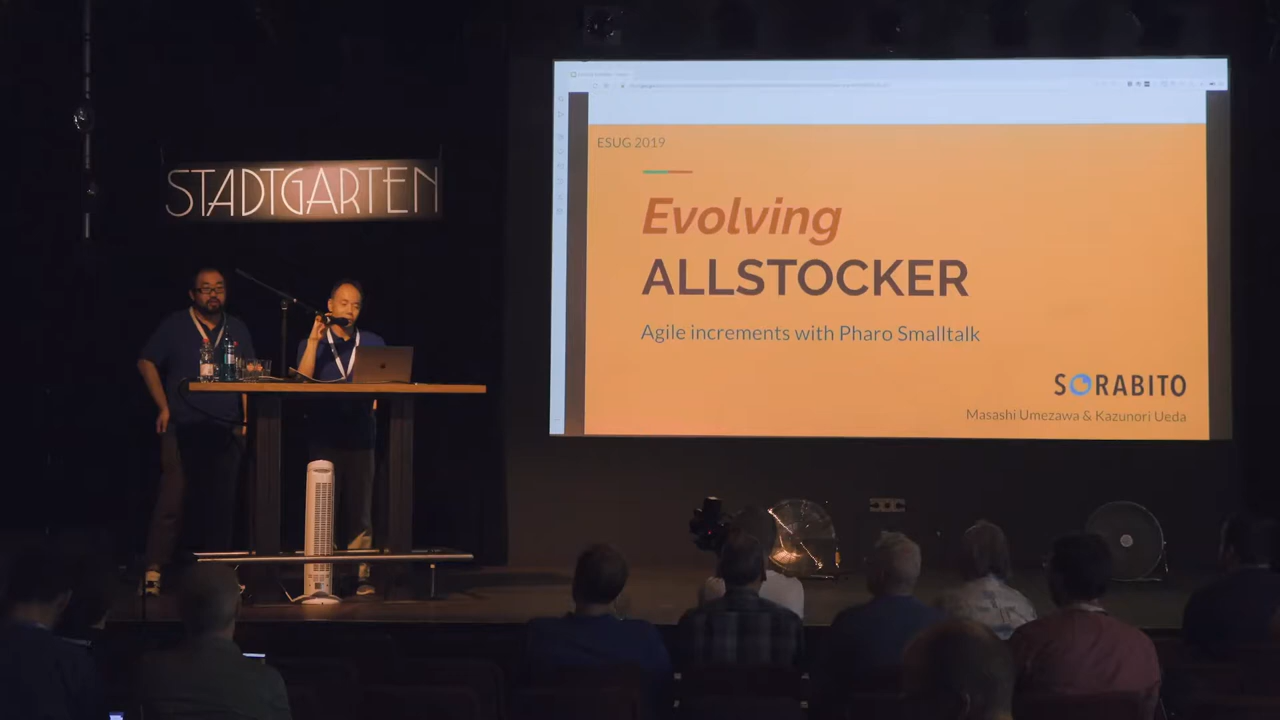 STADTGARTEN
ESUG 2019
Evolving
ALLSTOCKER
Agile increments with Pharo Smalltalk
SORABITO
Masashi Umezawa & Kazunori Ueda